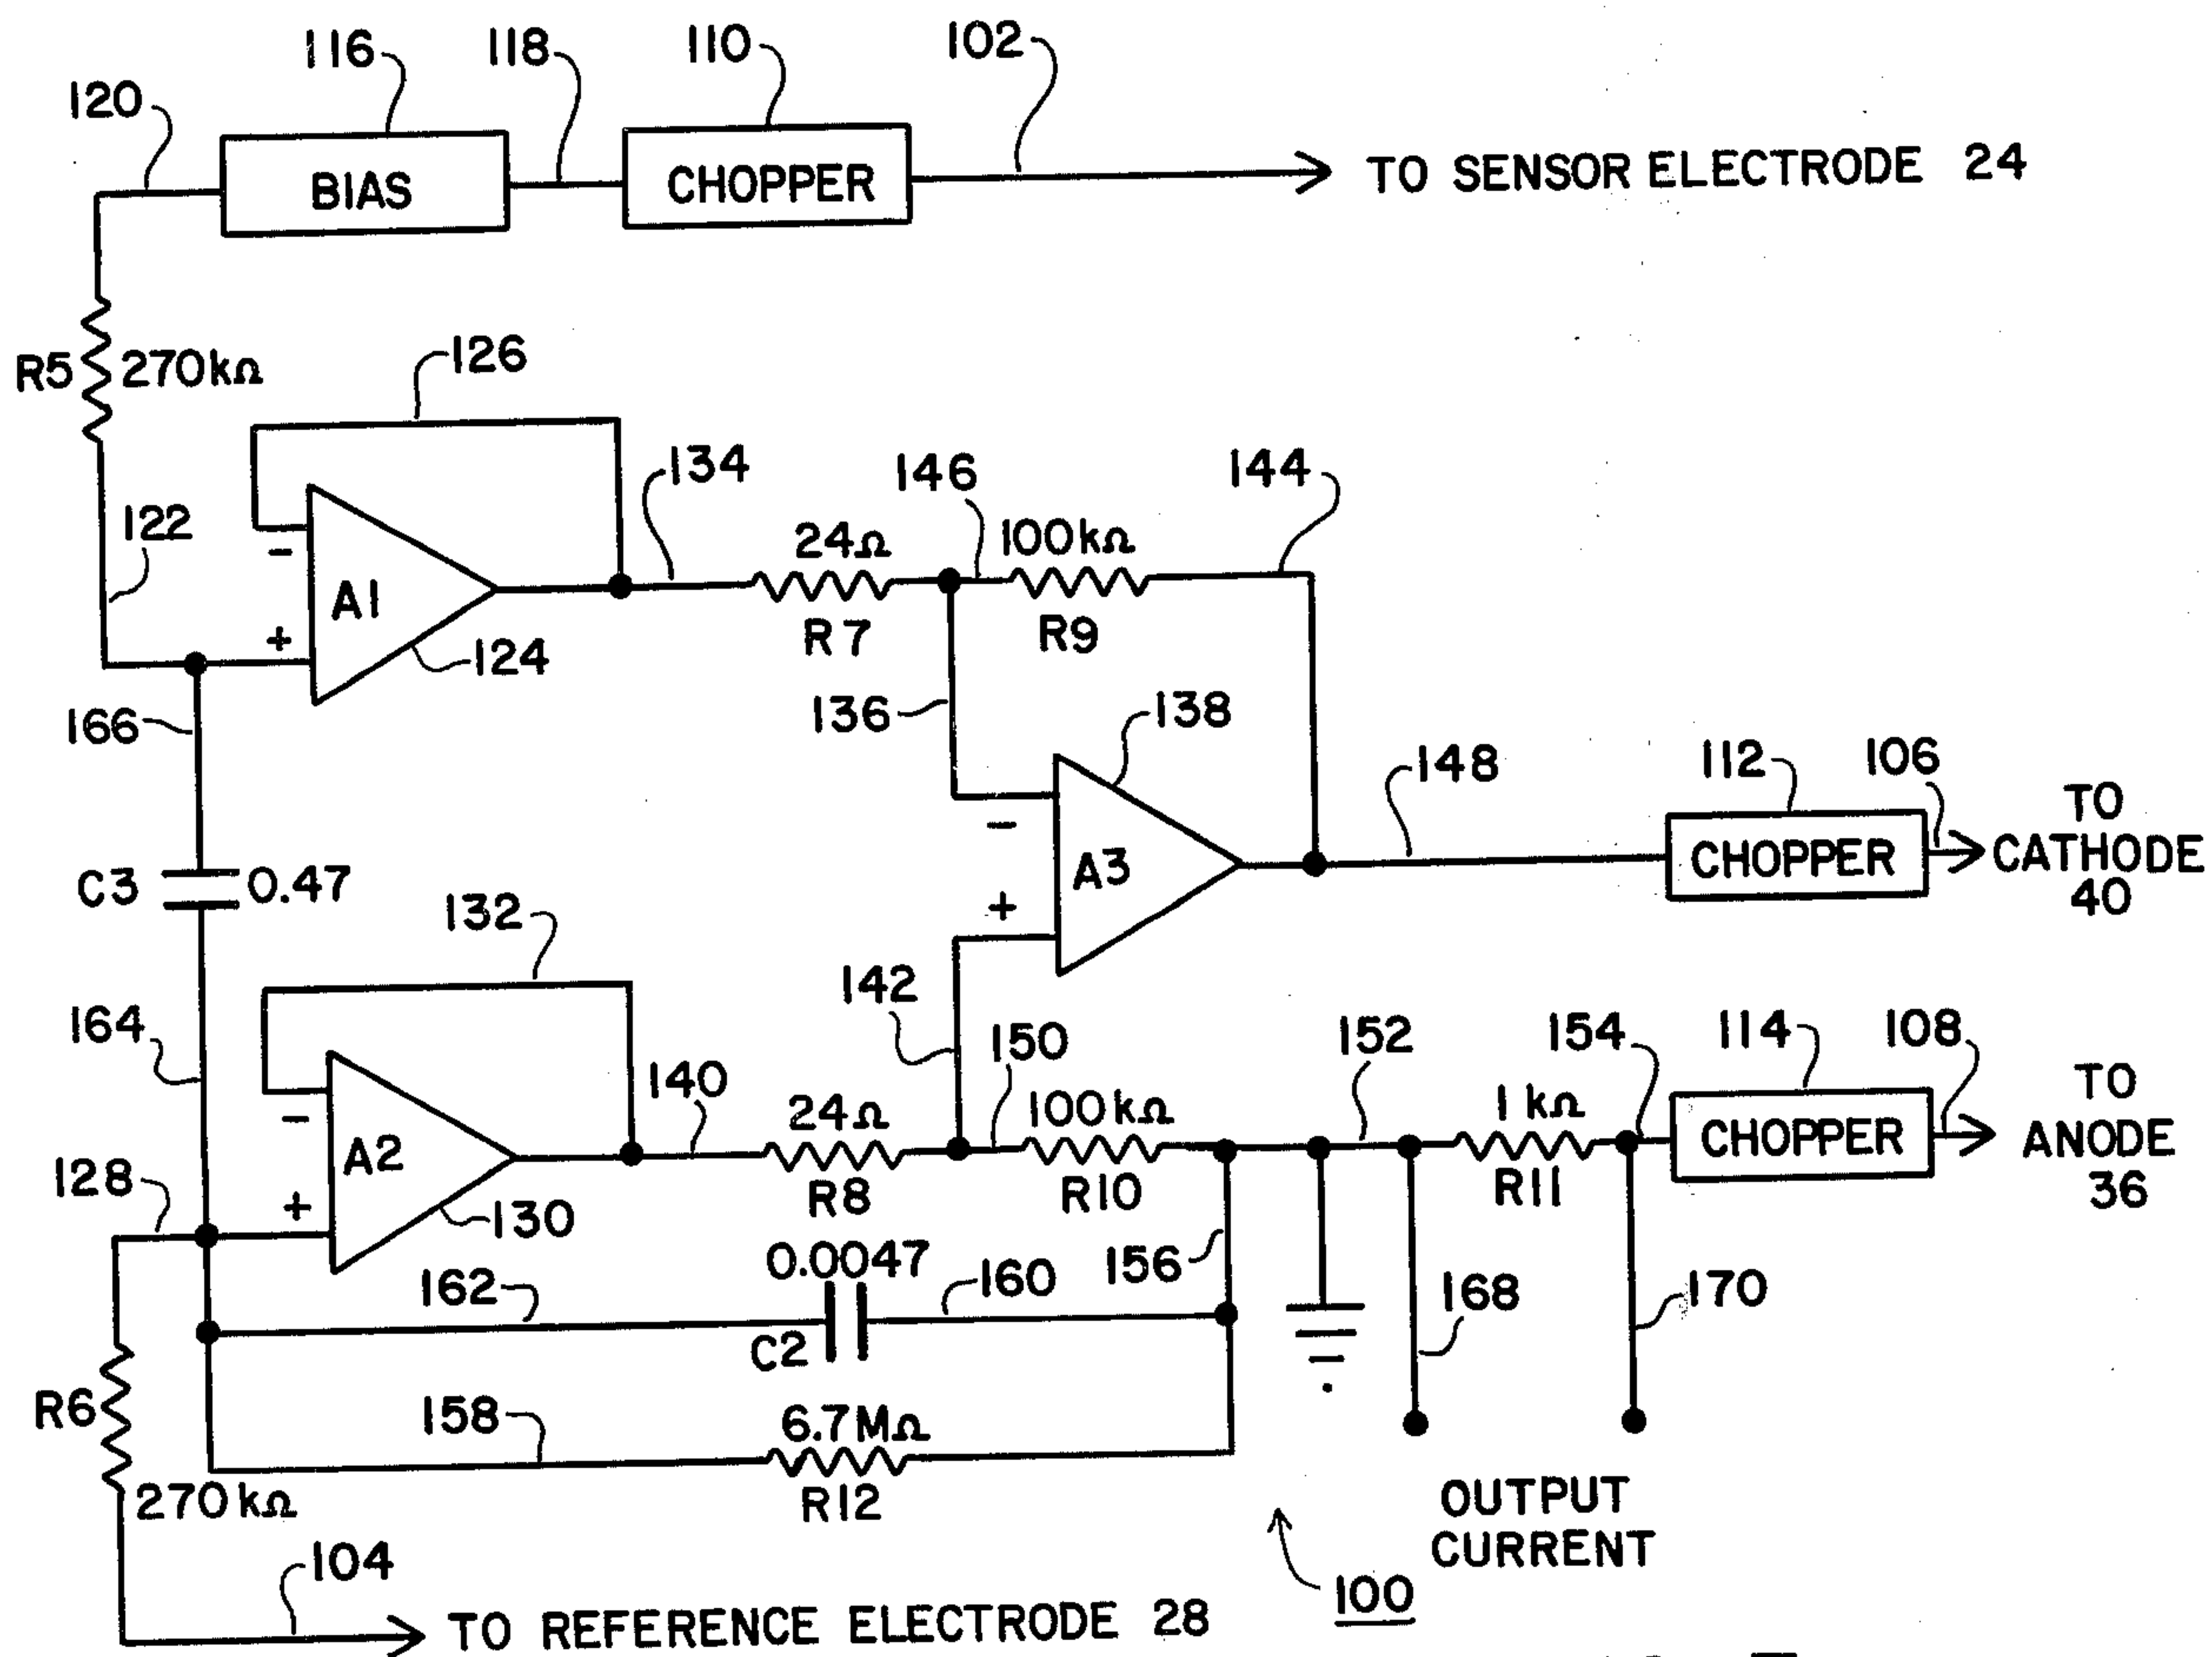 116
118
110
102
120
BIAS
CHOPPER
TO SENSOR ELECTRODE 24
R5
270kΩ
126
134
146
144
122
24Ω
100kΩ
-
A1
+
R7
R9
124
166
136
138
148
112
106
-
A3
+
CHOPPER
TO
CATHODE
40
C3
0.47
132
142
164
150
152
154
114
108
140
24Ω
100kΩ
1 kΩ
CHOPPER
TO
ANODE
36
-
A2
+
R8
R10
R11
128
130
0.0047
162
160
156
168
170
C2
R6
158
6.7MΩ
R12
270kΩ
OUTPUT
CURRENT
104
100
TO REFERENCE ELECTRODE 28